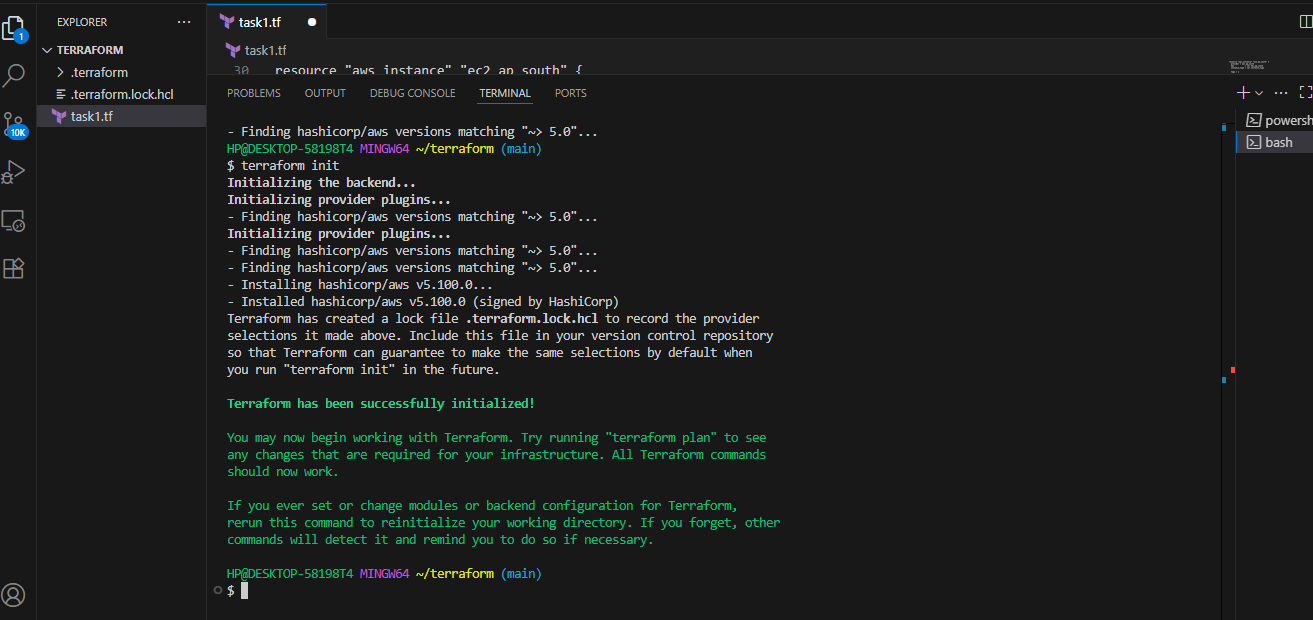 EXPLORER
1
TERRAFORM
.terraform
.terraform.lock.hcl
task1.tf
10K
task1.tf
task1.tf
30 resource "aws_instance" "ec2_ap_south" {
PROBLEMS OUTPUT DEBUG CONSOLE TERMINAL PORTS
- Finding hashicorp/aws versions matching "~> 5.0"...
HP@DESKTOP-58198T4 MINGW64 ~/terraform (main)
$ terraform init
Initializing the backend...
Initializing provider plugins...
- Finding hashicorp/aws versions matching "~> 5.0"...
Initializing provider plugins...
- Finding hashicorp/aws versions matching "~> 5.0"...
- Finding hashicorp/aws versions matching "~> 5.0"...
- Installing hashicorp/aws v5.100.0...
- Installed hashicorp/aws v5.100.0 (signed by HashiCorp)
Terraform has created a lock file .terraform.lock.hcl to record the provider
selections it made above. Include this file in your version control repository
so that Terraform can guarantee to make the same selections by default when
you run "terraform init" in the future.
Terraform has been successfully initialized!
You may now begin working with Terraform. Try running "terraform plan" to see
any changes that are required for your infrastructure. All Terraform commands
should now work.
If you ever set or change modules or backend configuration for Terraform,
rerun this command to reinitialize your working directory. If you forget, other
commands will detect it and remind you to do so if necessary.
HP@DESKTOP-58198T4 MINGW64 ~/terraform (main)
$
powersh
bash